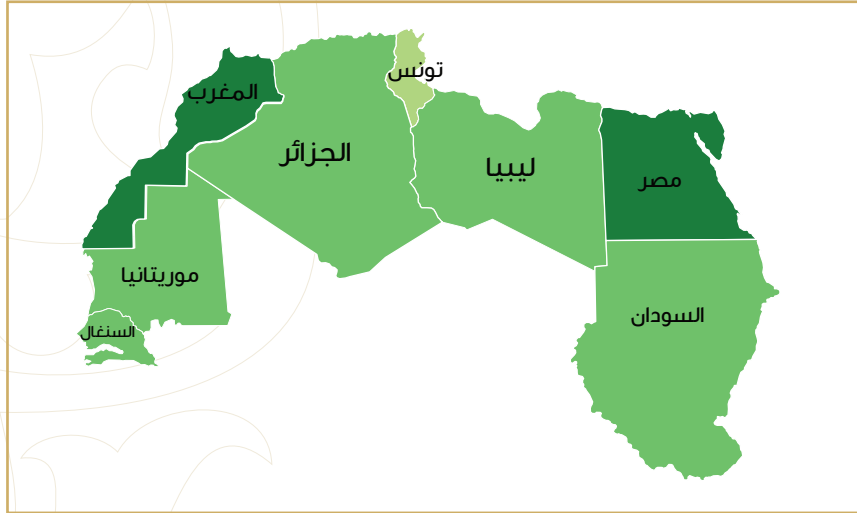 تونس
المغرب
الجزائر
ليبيا
مصر
موريتانيا
السنغال
السودان